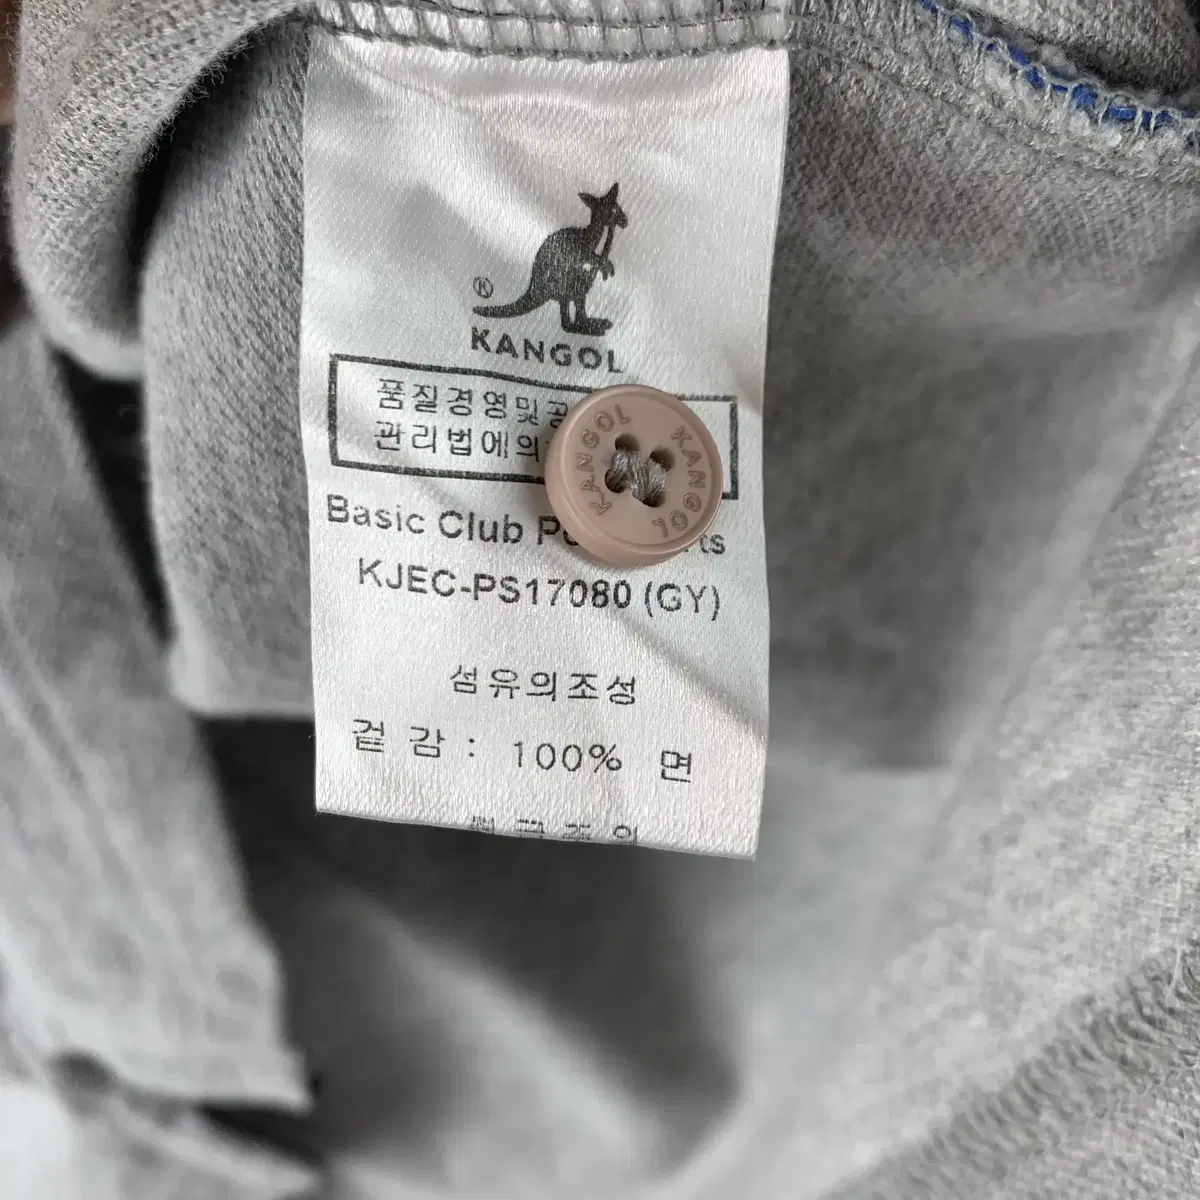 ®
KANGOL
품질경영및공
관리법에의
KANGOL KANGOL
Basic Club
KJEC-PS17080 (GY)
섬유의조성
겉감 : 100% 면